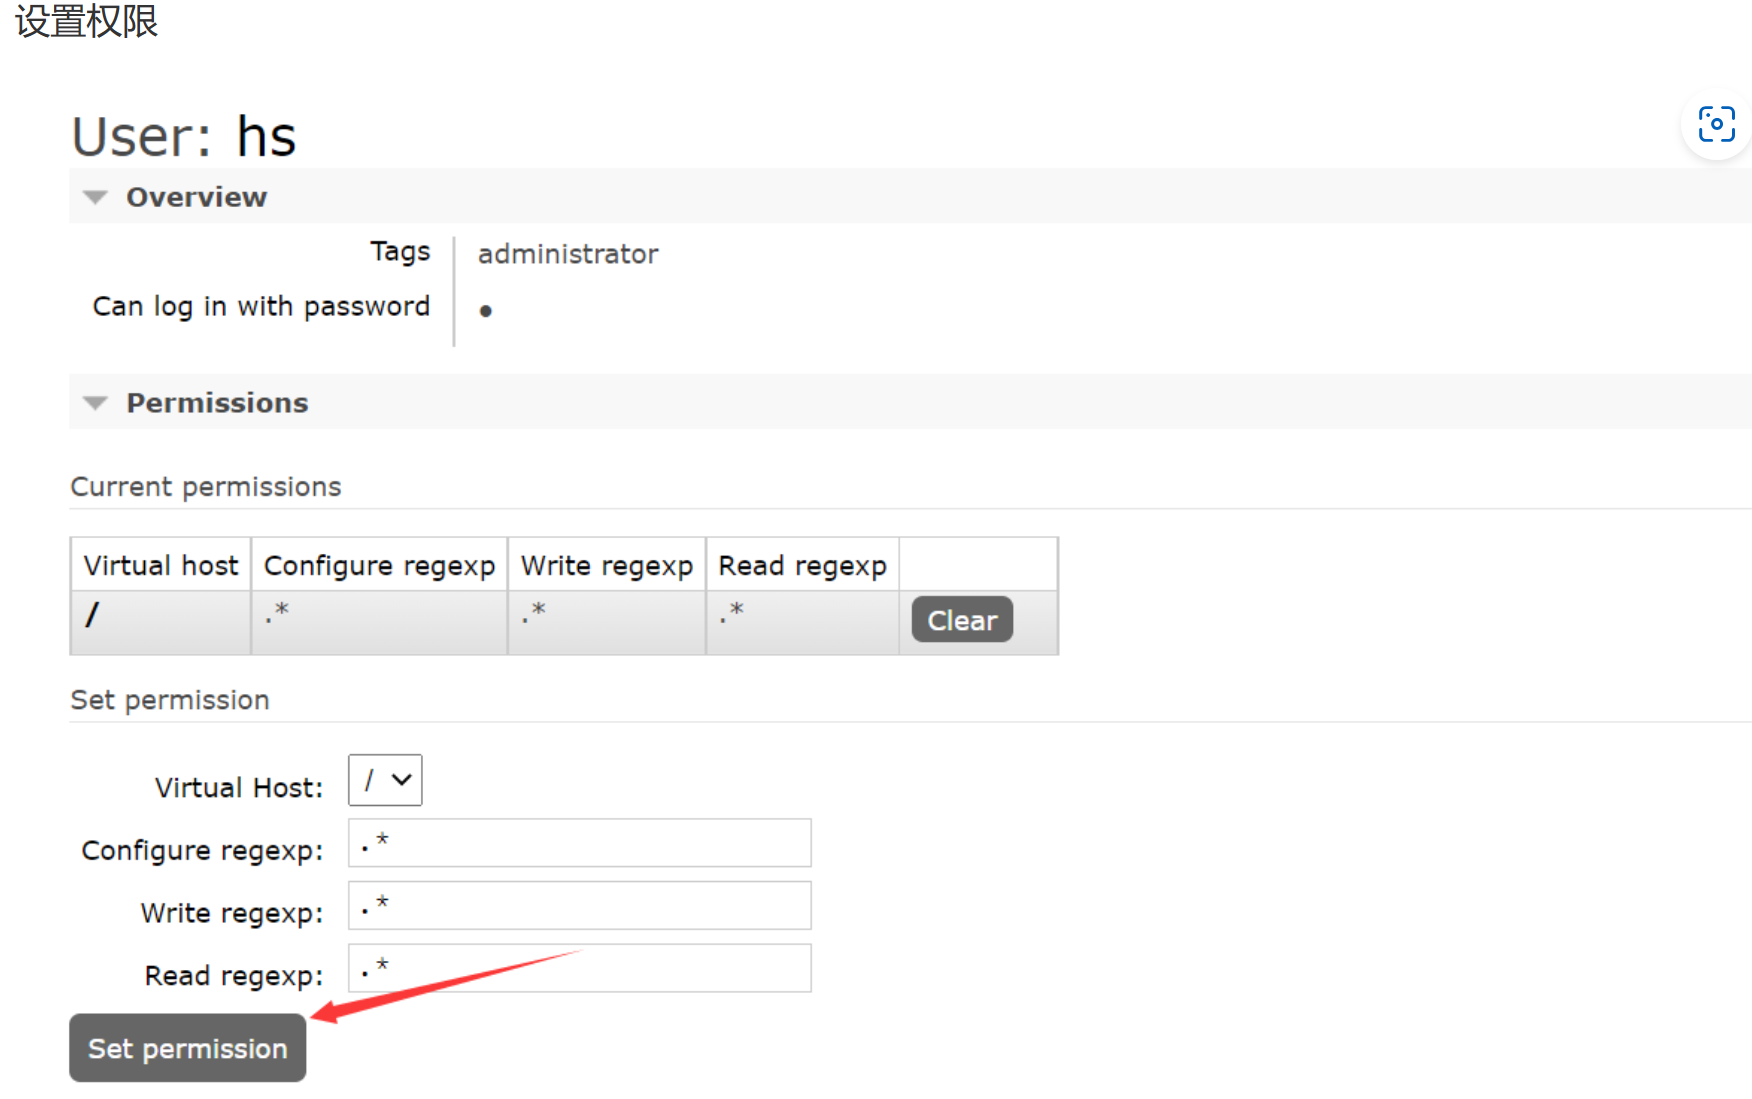 设置权限
User: hs
Overview
Tags administrator
Can log in with password ●
Permissions
Current permissions
Virtual host Configure regexp Write regexp Read regexp
/ .* .* .* Clear
Set permission
Virtual Host: /
Configure regexp: .*
Write regexp: .*
Read regexp: .*
Set permission